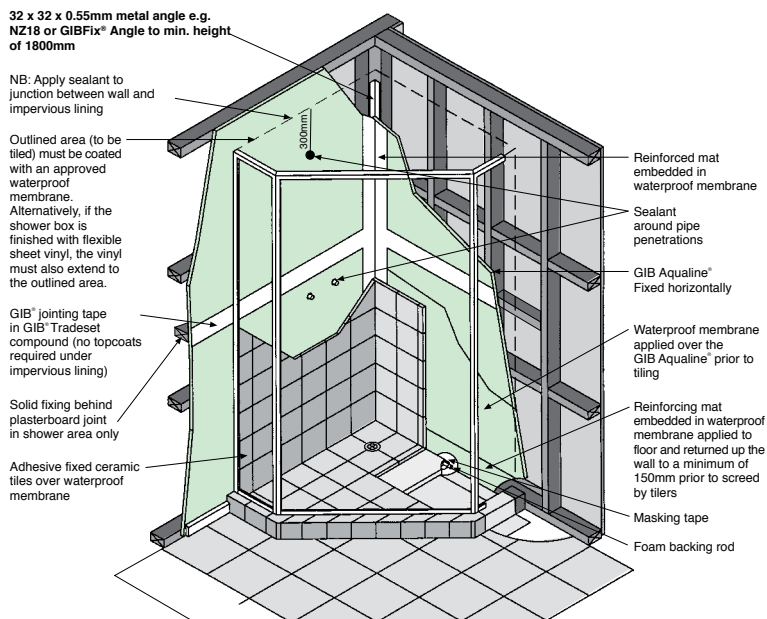 32 x 32 x 0.55mm metal angle e.g.
NZ18 or GIBFix® Angle to min. height
of 1800mm
NB: Apply sealant to
junction between wall and
impervious lining
Outlined area (to be
tiled) must be coated
with an approved
waterproof
membrane.
Alternatively, if the
shower box is
finished with flexible
sheet vinyl, the vinyl
must also extend to
the outlined area.
GIB® jointing tape
in GIB® Tradeset
compound (no topcoats
required under
impervious lining)
Solid fixing behind
plasterboard joint
in shower area only
Adhesive fixed ceramic
tiles over waterproof
membrane
300mm
Reinforced mat
embedded in
waterproof membrane
Sealant
around pipe
penetrations
GIB Aqualine®
Fixed horizontally
Waterproof membrane
applied over the
GIB Aqualine® prior to
tiling
Reinforcing mat
embedded in waterproof
membrane applied to
floor and returned up the
wall to a minimum of
150mm prior to screed
by tilers
Masking tape
Foam backing rod